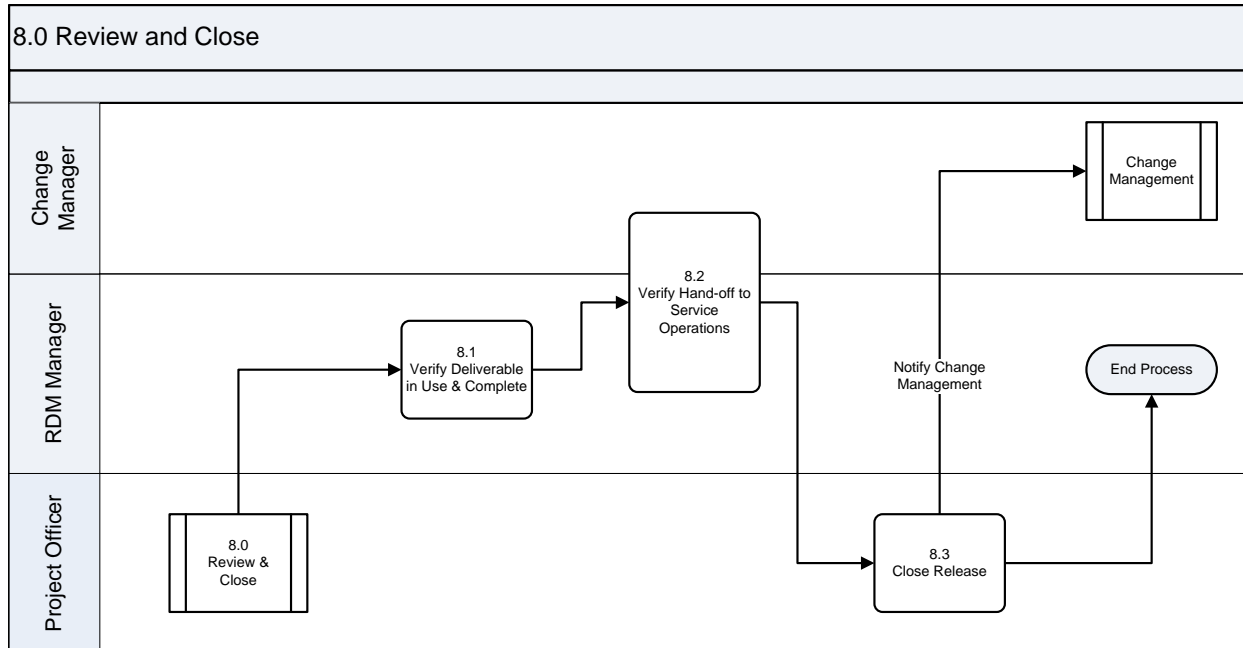 8.0 Review and Close
Change
Manager
Change
Management
8.2
Verify Hand-off to
Service
Operations
RDM Manager
8.1
Verify Deliverable
in Use & Complete
Notify Change
Management
End Process
Project Officer
8.0
Review &
Close
8.3
Close Release